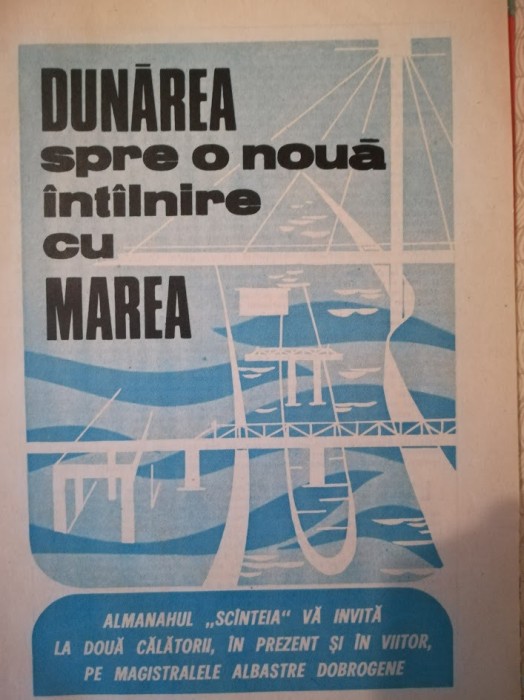 DUNĂREA
spre o nouă
întîlnire
cu
MAREA
ALMANAHUL „SCÎNTEIA“ VĂ INVITĂ
LA DOUĂ CĂLĂTORII, ÎN PREZENT ȘI ÎN VIITOR,
PE MAGISTRALELE ALBASTRE DOBROGENE